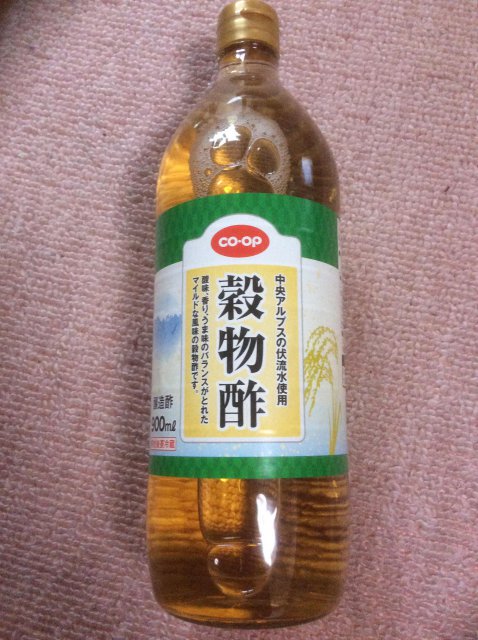 CO·OP
中央アルプスの伏流水使用
穀物酢
酸味、香り、うま味のバランスがとれた
マイルドな風味の穀物酢です。
醸造酢
900ml